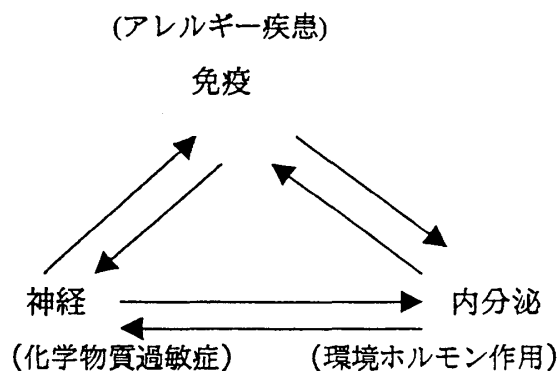 (アレルギー疾患)
免疫
神経 内分泌
(化学物質過敏症) (環境ホルモン作用)